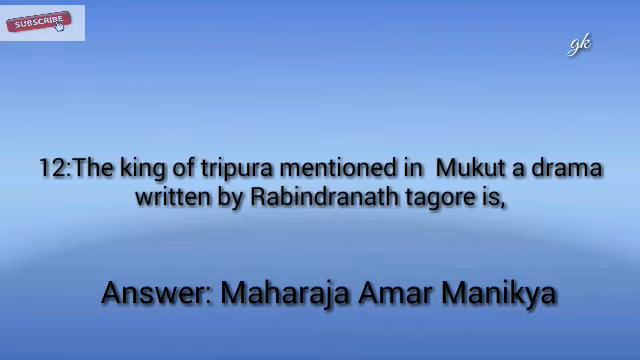 SUBSCRIBE
gk
12:The king of tripura mentioned in Mukut a drama
written by Rabindranath tagore is,
Answer: Maharaja Amar Manikya